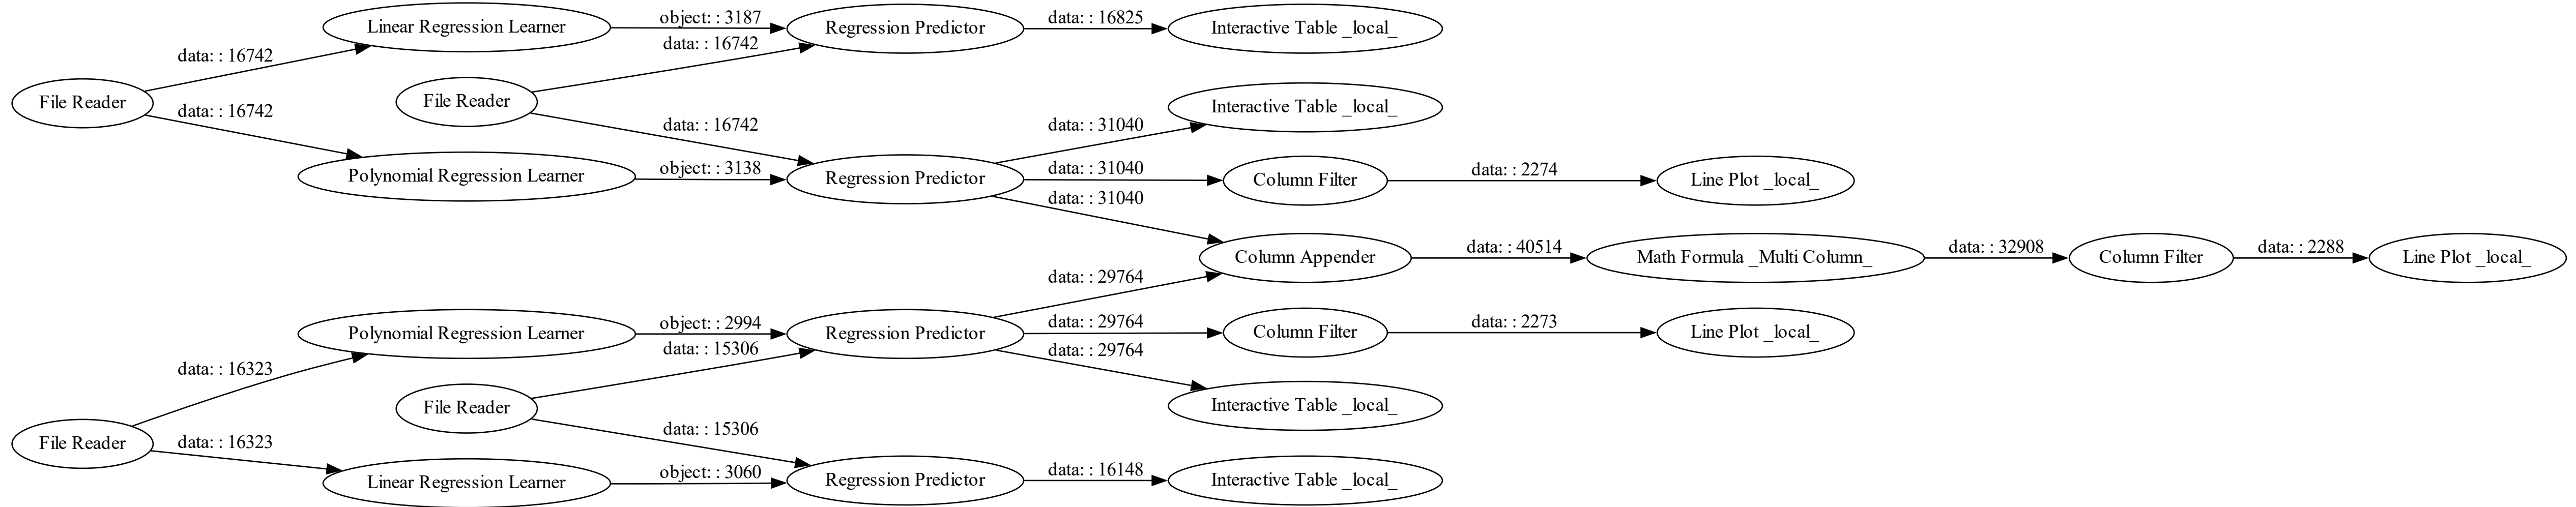 Linear Regression Learner
object: : 3187
Regression Predictor
data: : 16825
Interactive Table _local_
data: : 16742
data: : 16742
File Reader
File Reader
data: : 16742
data: : 16742
Interactive Table _local_
data: : 31040
Polynomial Regression Learner
object: : 3138
Regression Predictor
data: : 31040
Column Filter
data: : 2274
Line Plot _local_
data: : 31040
Column Appender
data: : 40514
Math Formula _Multi Column_
data: : 32908
Column Filter
data: : 2288
Line Plot _local_
data: : 29764
Polynomial Regression Learner
object: : 2994
Regression Predictor
data: : 29764
Column Filter
data: : 2273
Line Plot _local_
data: : 15306
data: : 29764
data: : 16323
File Reader
Interactive Table _local_
File Reader
data: : 16323
data: : 15306
Linear Regression Learner
object: : 3060
Regression Predictor
data: : 16148
Interactive Table _local_